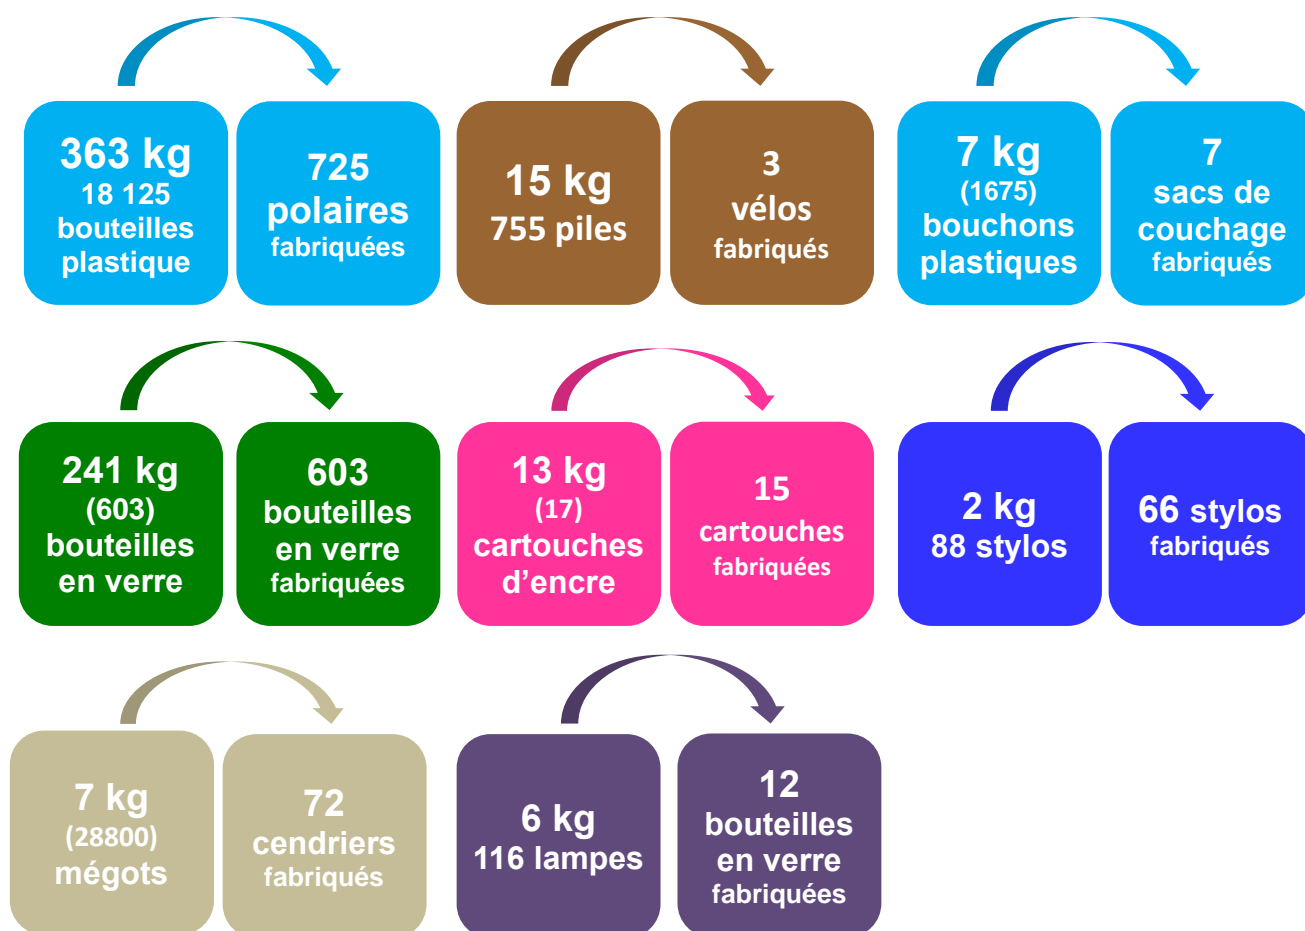 363 kg
18 125
bouteilles
plastique
725
polaires
fabriquées
15 kg
755 piles
3
vélos
fabriqués
7 kg
(1675)
bouchons
plastiques
7
sacs de
couchage
fabriqués
241 kg
(603)
bouteilles
en verre
603
bouteilles
en verre
fabriquées
13 kg
(17)
cartouches
d'encre
15
cartouches
fabriquées
2 kg
88 stylos
66 stylos
fabriqués
7 kg
(28800)
mégots
72
cendriers
fabriqués
6 kg
116 lampes
12
bouteilles
en verre
fabriquées